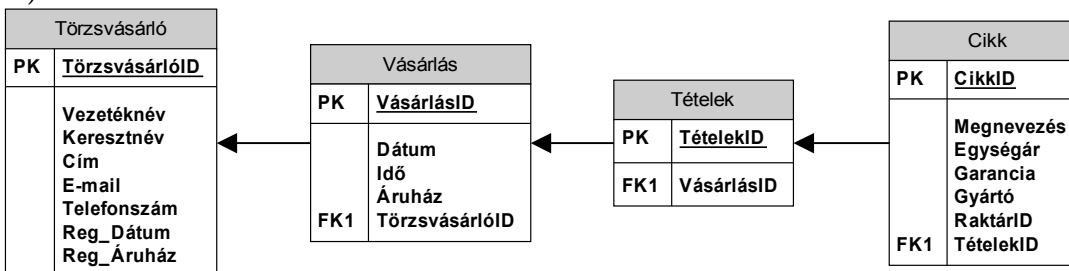 Törzsvásárló
PK TörzsvásárlóID
Vezetéknév
Keresztnév
Cím
E-mail
Telefonszám
Reg_Dátum
Reg_Áruház
Vásárlás
PK VásárlásID
Dátum
Idő
Áruház
FK1 TörzsvásárlóID
Tételek
PK TételekID
FK1 VásárlásID
Cikk
PK CikkID
Megnevezés
Egységár
Garancia
Gyártó
RaktárID
FK1 TételekID